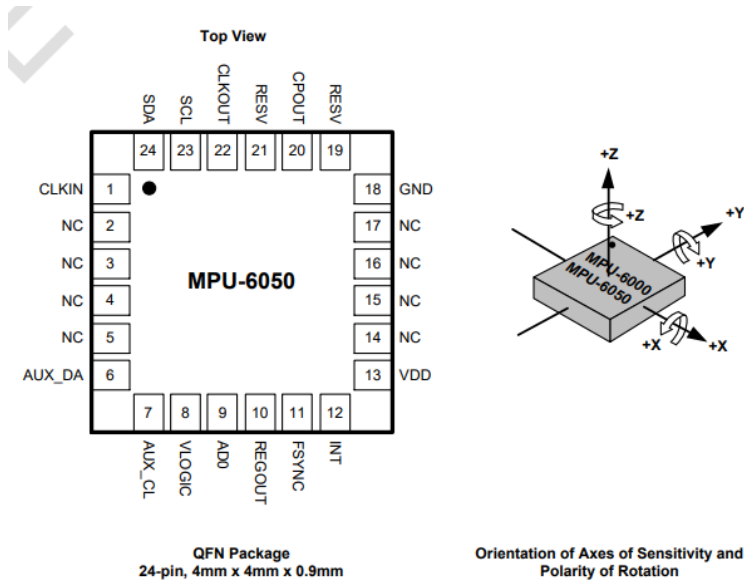 Top View
SDA
SCL
CLKOUT
RESV
CPOUT
RESV
24
23
22
21
20
19
CLKIN 1
18 GND
NC 2
17 NC
NC 3
16 NC
MPU-6050
NC 4
15 NC
NC 5
14 NC
AUX_DA 6
13 VDD
7
8
9
10
11
12
AUX_CL
VLOGIC
AD0
REGOUT
FSYNC
INT
QFN Package
24-pin, 4mm x 4mm x 0.9mm
+Z
+Z
+Y
+Y
MPU-6000
MPU-6050
+X
+X
Orientation of Axes of Sensitivity and
Polarity of Rotation